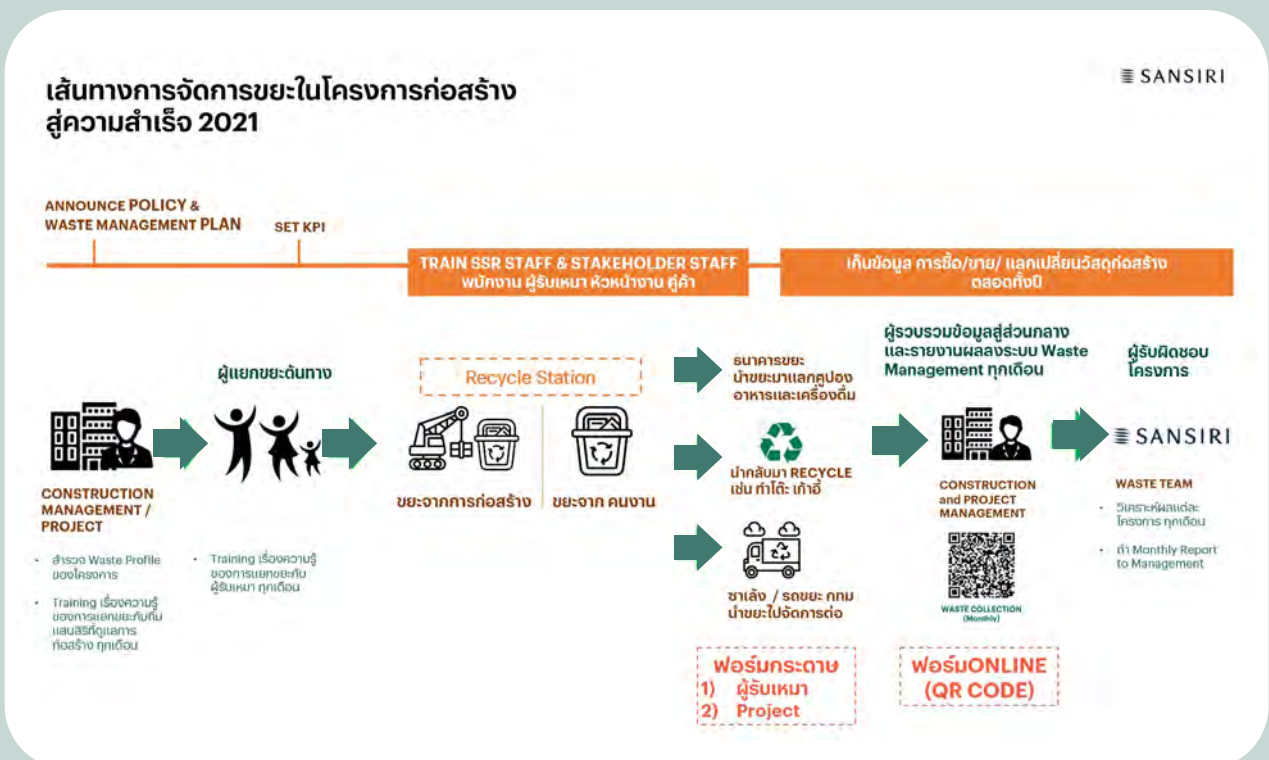 เส้นทางการจัดการขยะในโครงการก่อสร้าง
สู่ความสำเร็จ 2021
SANSIRI
ANNOUNCE POLICY &
WASTE MANAGEMENT PLAN
SET KPI
TRAIN SSR STAFF & STAKEHOLDER STAFF
พนักงาน ผู้รับเหมา หัวหน้างาน คู่ค้า
เก็บข้อมูล การซื้อ/ขาย/ แลกเปลี่ยนวัสดุก่อสร้าง
ตลอดทั้งปี
CONSTRUCTION
MANAGEMENT /
PROJECT
• สำรวจ Waste Profile
ของโครงการ
• Training เรื่องความรู้
ของการแยกขยะกับทีม
แสนสิริที่ดูแลการ
ก่อสร้าง ทุกเดือน
ผู้แยกขยะต้นทาง
• Training เรื่องความรู้
ของการแยกขยะกับ
ผู้รับเหมา ทุกเดือน
Recycle Station
ขยะจากการก่อสร้าง
ขยะจาก คนงาน
ธนาคารขยะ
นำขยะมาแลกคูปอง
อาหารและเครื่องดื่ม
นำกลับมา RECYCLE
เช่น ทำโต๊ะ เก้าอี้
ซาเล้ง / รถขยะ กทม
นำขยะไปจัดการต่อ
ฟอร์มกระดาษ
1) ผู้รับเหมา
2) Project
ผู้รวบรวมข้อมูลสู่ส่วนกลาง
และรายงานผลลงระบบ Waste
Management ทุกเดือน
CONSTRUCTION
and PROJECT
MANAGEMENT
WASTE COLLECTION
(Monthly)
ฟอร์มONLINE
(QR CODE)
ผู้รับผิดชอบ
โครงการ
SANSIRI
WASTE TEAM
• วิเคราะห์ผลแต่ละ
โครงการ ทุกเดือน
• ทำ Monthly Report
to Management